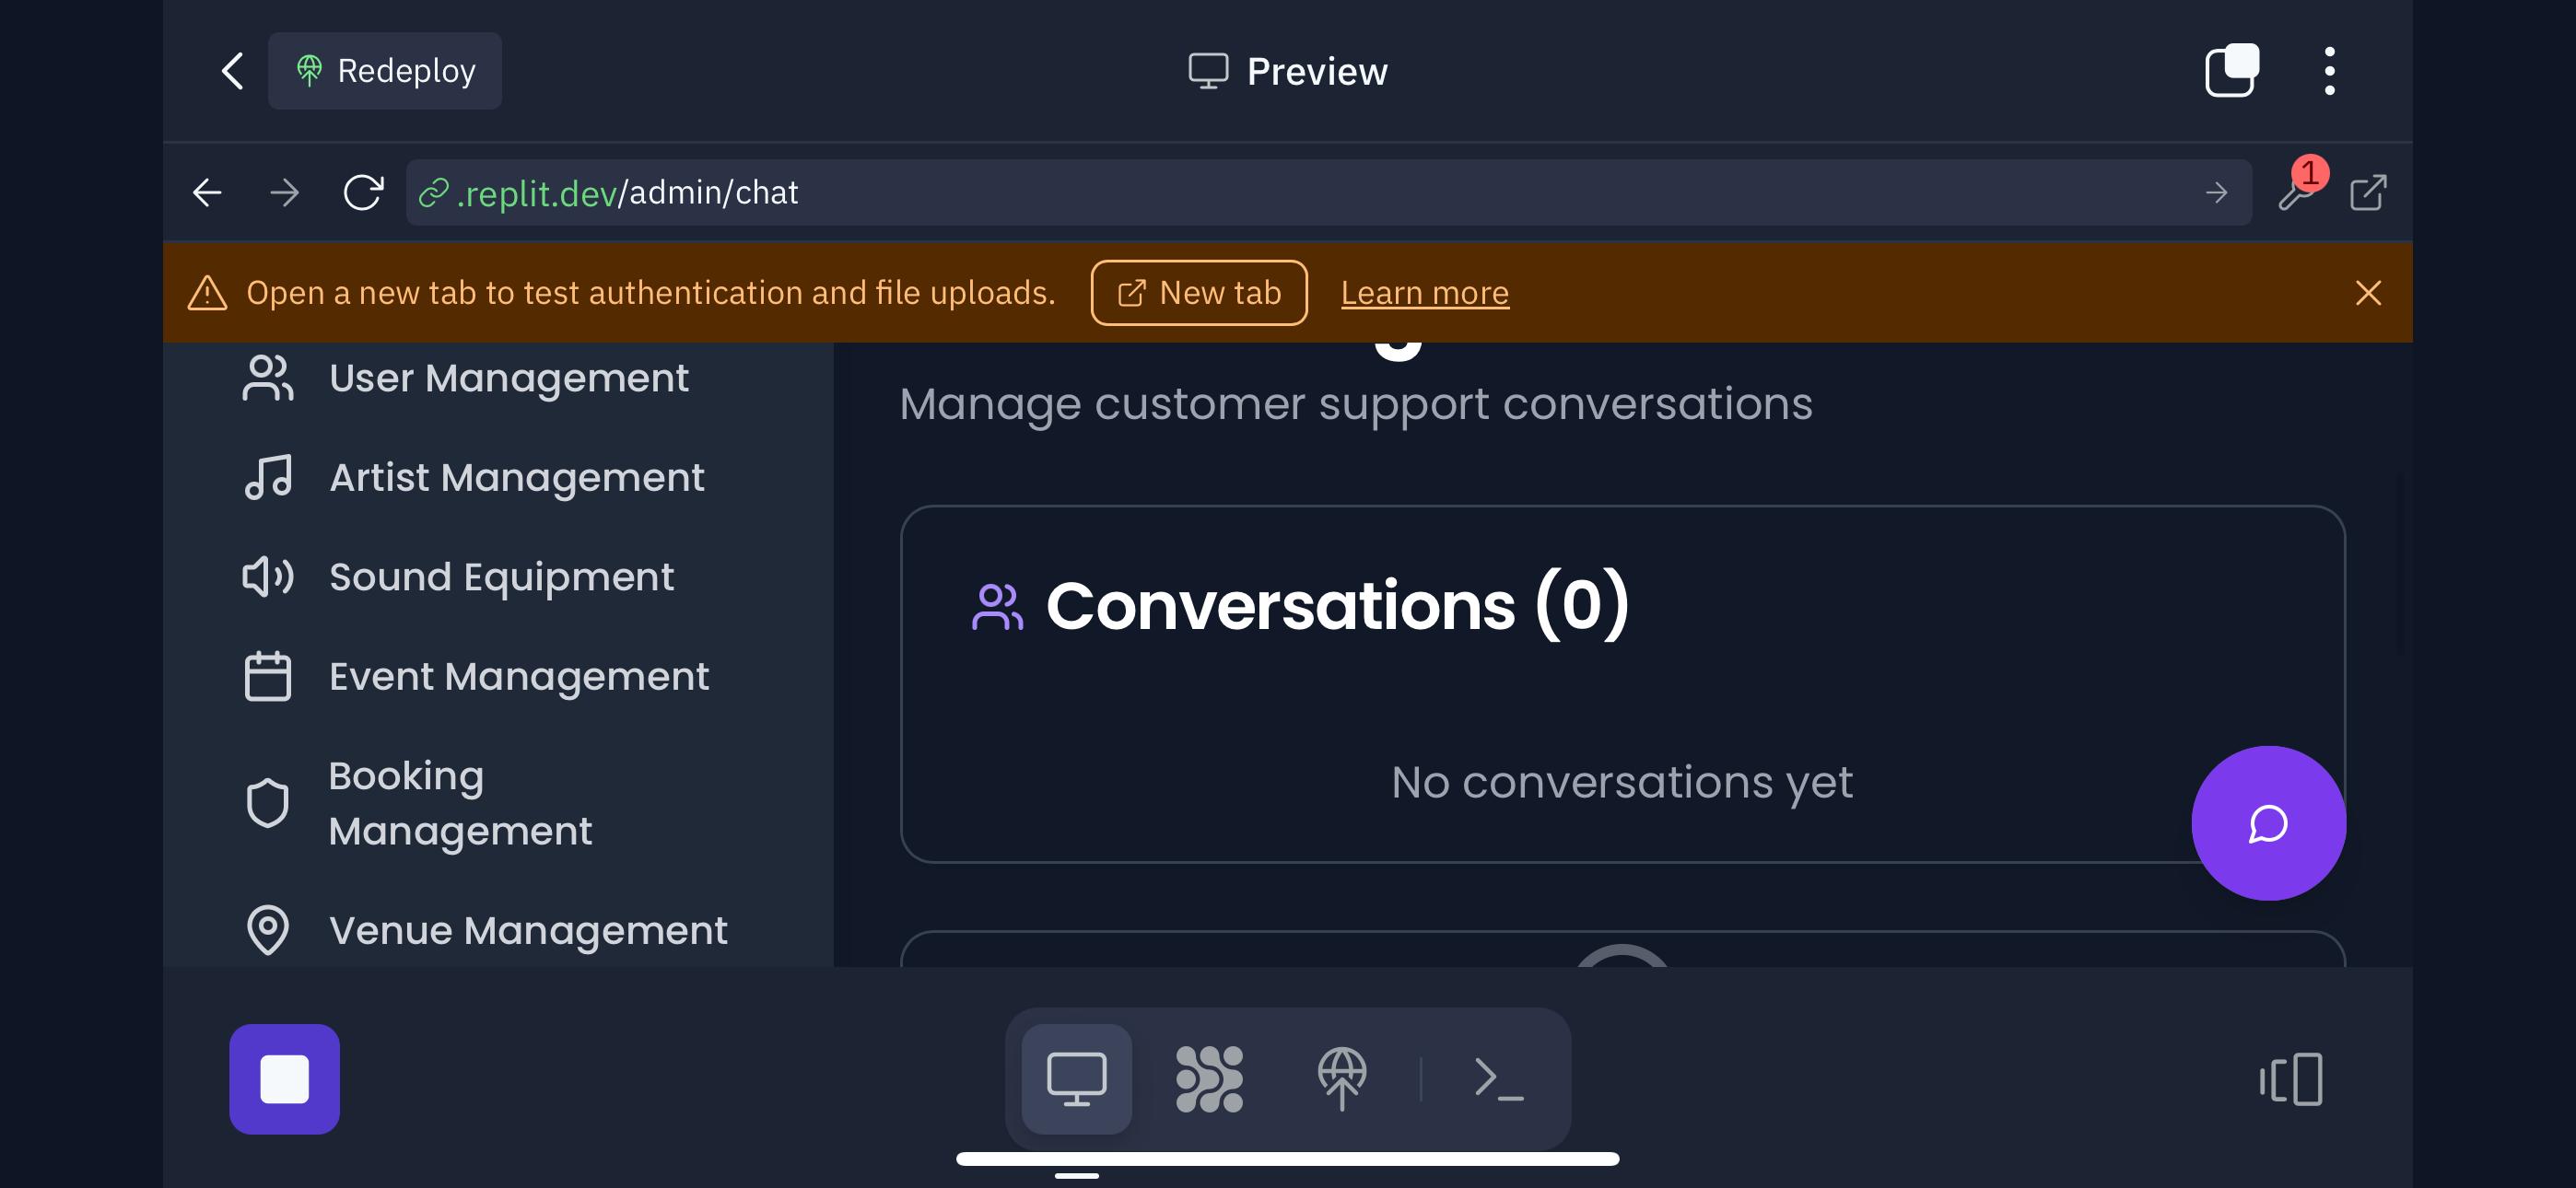 Redeploy
Preview
.replit.dev/admin/chat
1
Open a new tab to test authentication and file uploads.
New tab
Learn more
User Management
Artist Management
Sound Equipment
Event Management
Booking
Management
Venue Management
Manage customer support conversations
Conversations (0)
No conversations yet